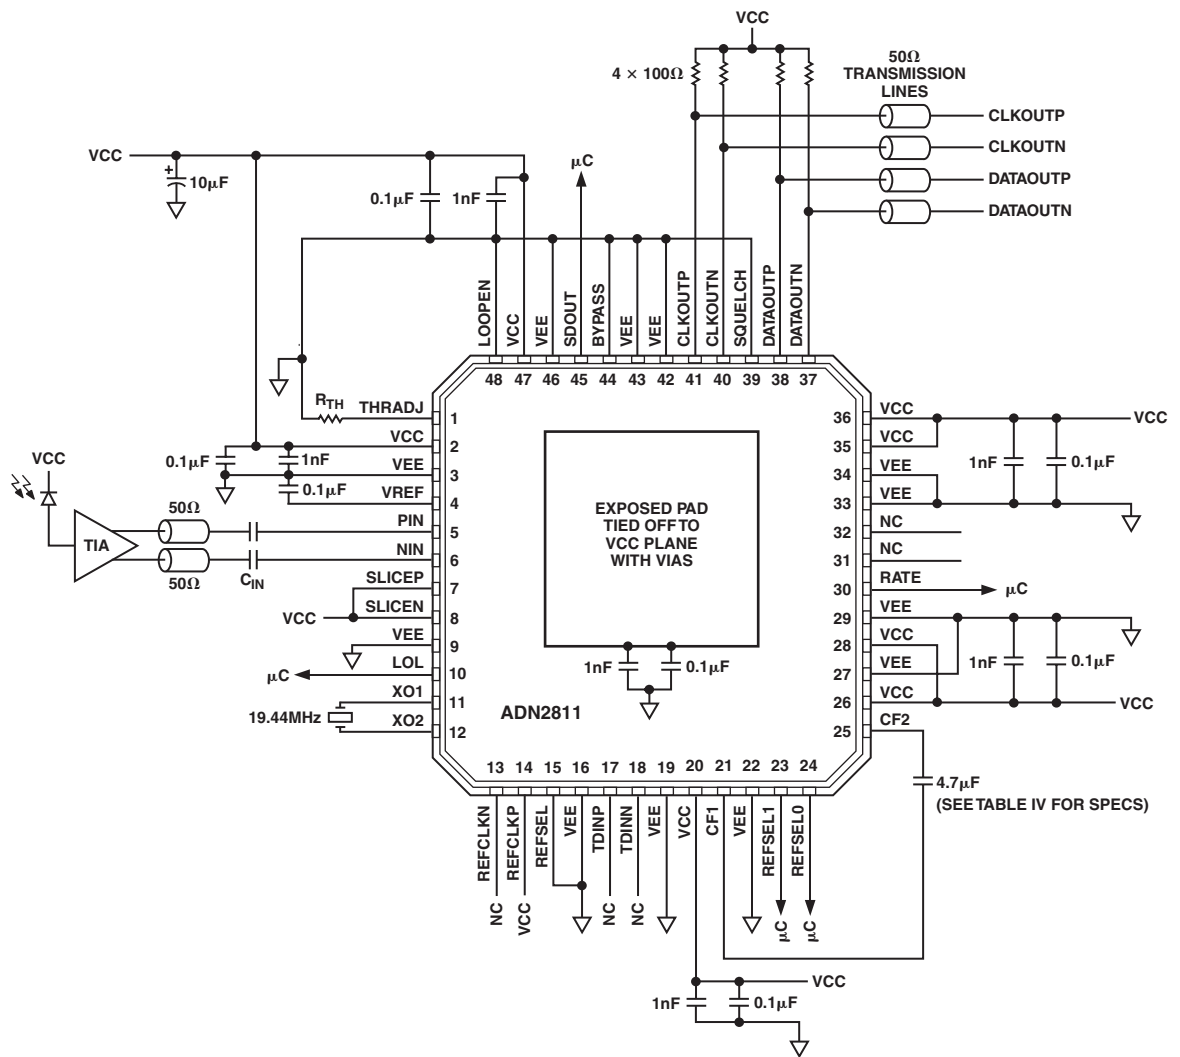 VCC
4 × 100Ω
50Ω
TRANSMISSION
LINES
CLKOUTP
CLKOUTN
DATAOUTP
DATAOUTN
VCC
+
10μF
0.1μF
1nF
μC
LOOPEN
VCC
VEE
SDOUT
BYPASS
VEE
VEE
CLKOUTP
CLKOUTN
SQUELCH
DATAOUTP
DATAOUTN
48
47
46
45
44
43
42
41
40
39
38
37
RTH
THRADJ
1
VCC
2
0.1μF
1nF
VEE
3
0.1μF
VREF
4
VCC
TIA
50Ω
PIN
5
50Ω
CIN
NIN
6
SLICEP
7
VCC
SLICEN
8
VEE
9
μC
LOL
10
XO1
11
19.44MHz
XO2
12
EXPOSED PAD
TIED OFF TO
VCC PLANE
WITH VIAS
1nF
0.1μF
ADN2811
36
VCC
VCC
35
VCC
34
VEE
1nF
0.1μF
33
VEE
32
NC
31
NC
30
RATE
μC
29
VEE
28
VCC
27
VEE
1nF
0.1μF
26
VCC
VCC
25
CF2
4.7μF
(SEE TABLE IV FOR SPECS)
13
14
15
16
17
18
19
20
21
22
23
24
REFCLKN
REFCLKP
REFSEL
VEE
TDINP
TDINN
VEE
VCC
CF1
VEE
REFSEL1
REFSEL0
NC
VCC
NC
NC
μC
μC
VCC
1nF
0.1μF